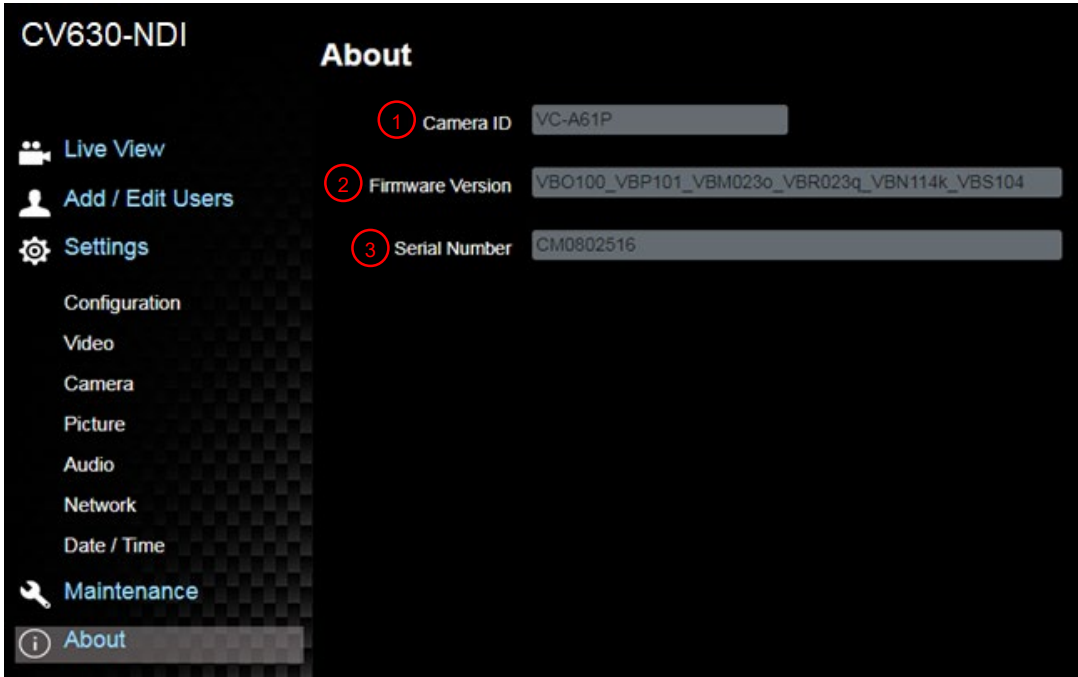 CV630-NDI
Live View
Add / Edit Users
Settings
Configuration
Video
Camera
Picture
Audio
Network
Date / Time
Maintenance
About
About
1 Camera ID VC-A61P
2 Firmware Version VBO100_VBP101_VBM023o_VBR023q_VBN114k_VBS104
3 Serial Number CM0802516